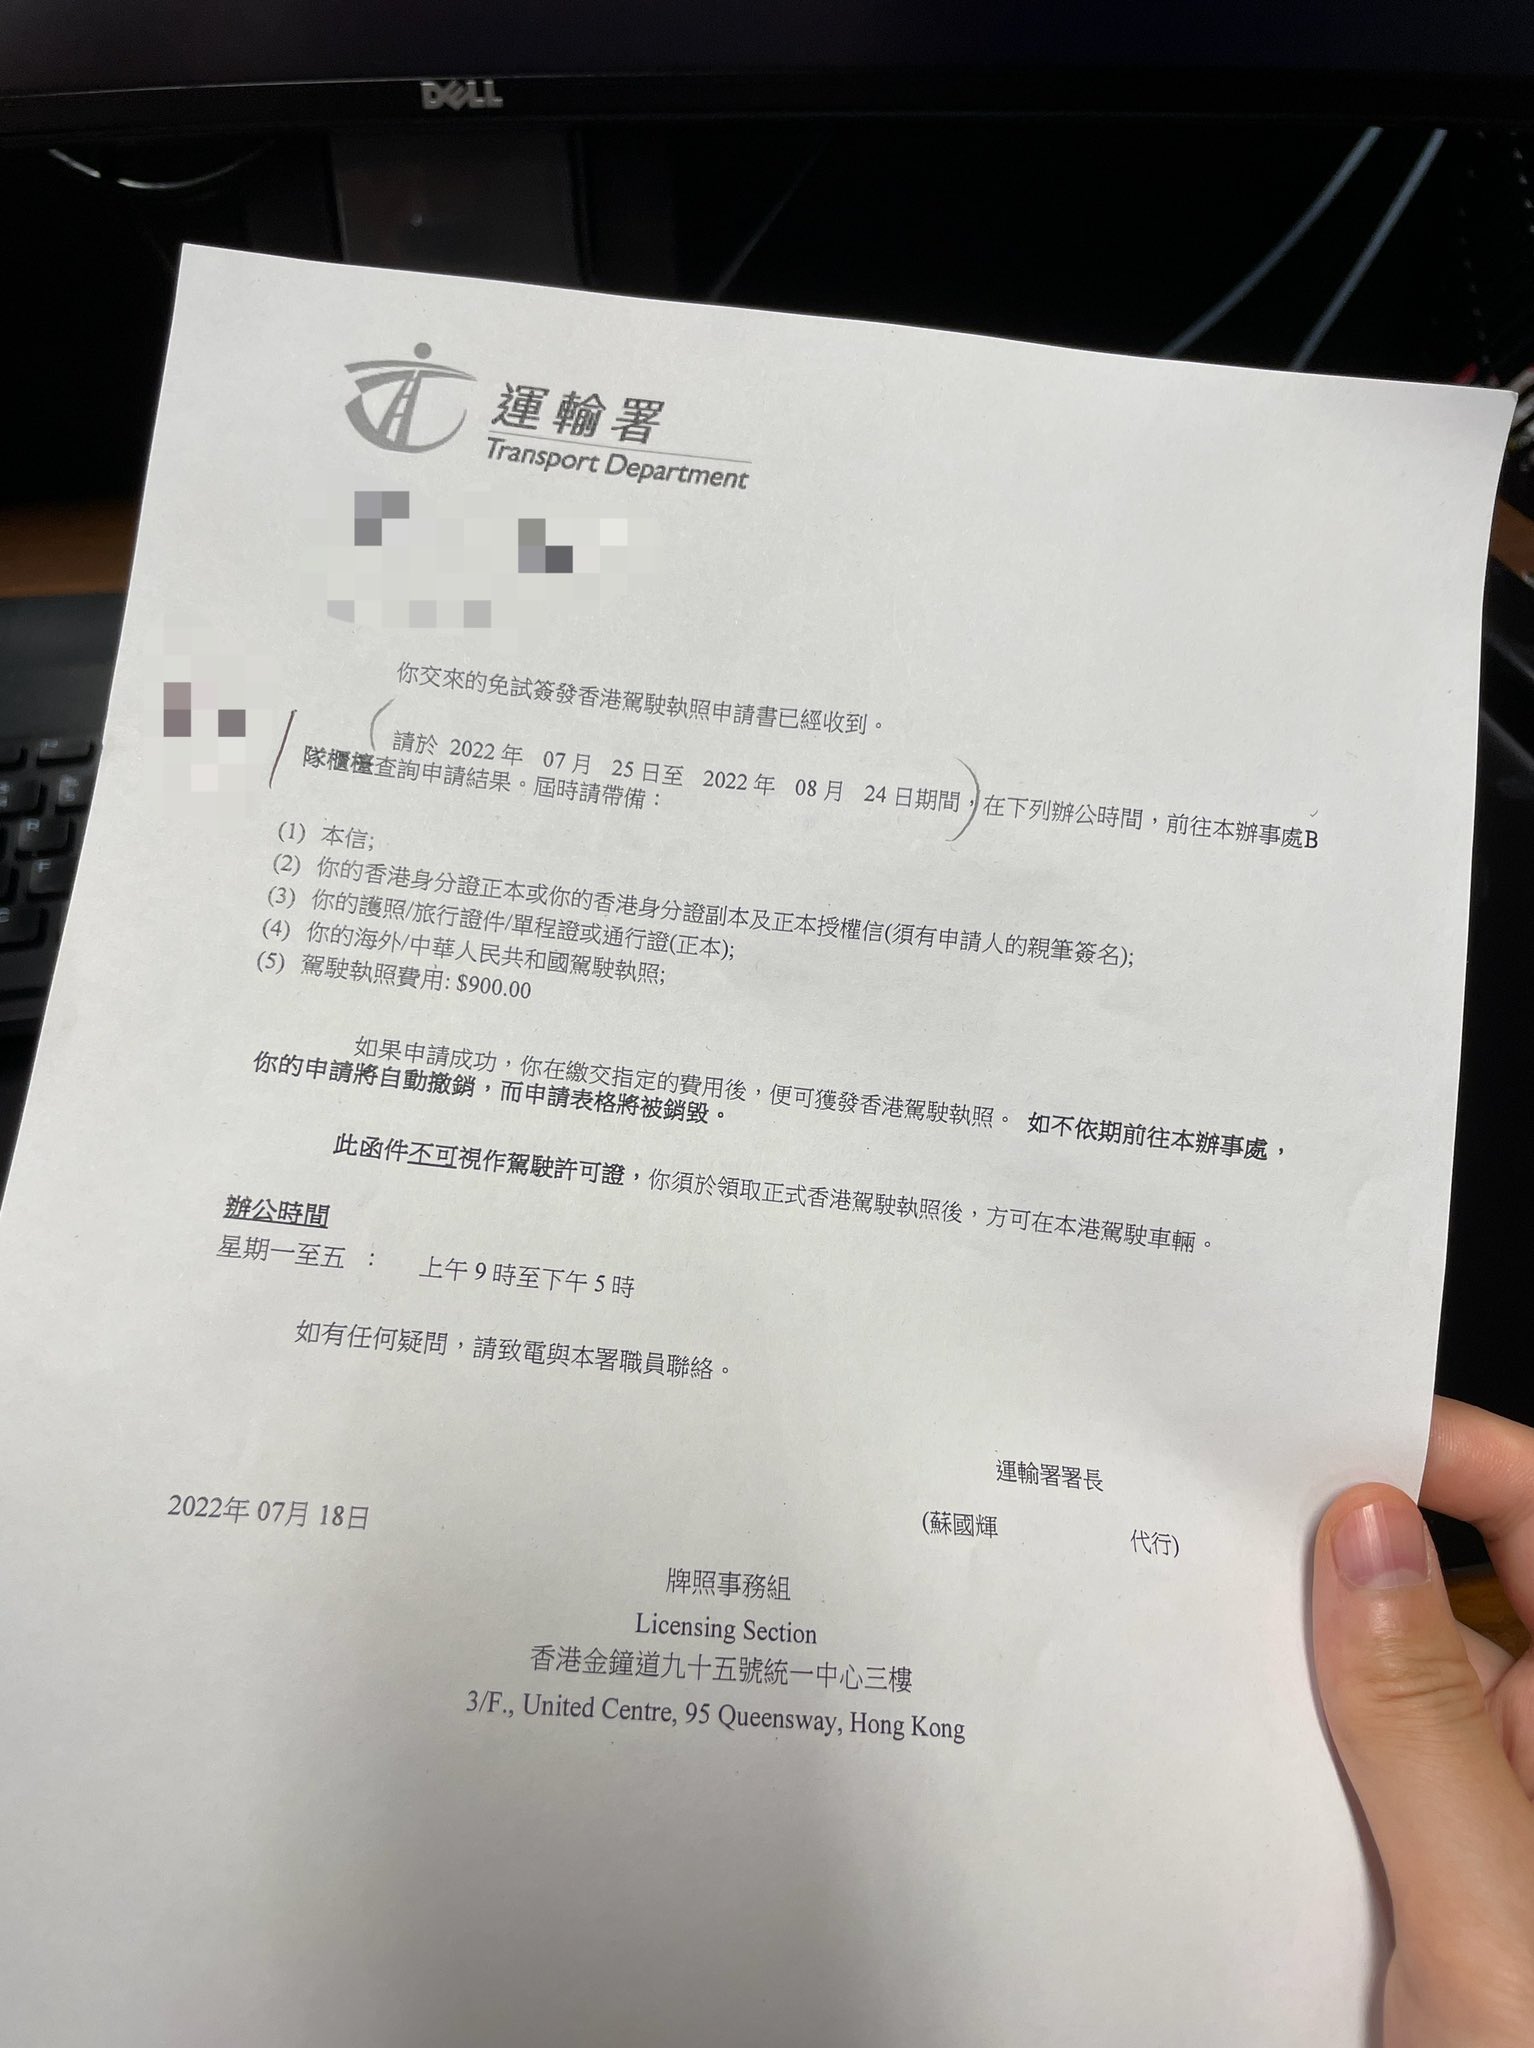 DELL
運輸署
Transport Department
你交來的免試簽發香港駕駛執照申請書已經收到。
請於 2022 年 07 月 25 日至 2022 年 08 月 24 日期間，在下列辦公時間，前往本辦事處B
隊櫃檯查詢申請結果。屆時請帶備：
(1) 本信;
(2) 你的香港身分證正本或你的香港身分證副本及正本授權信(須有申請人的親筆簽名);
(3) 你的護照/旅行證件/單程證或通行證(正本);
(4) 你的海外/中華人民共和國駕駛執照;
(5) 駕駛執照費用: $900.00
如果申請成功，你在繳交指定的費用後，便可獲發香港駕駛執照。 如不依期前往本辦事處，
你的申請將自動撤銷，而申請表格將被銷毀。
此函件不可視作駕駛許可證，你須於領取正式香港駕駛執照後，方可在本港駕駛車輛。
辦公時間
星期一至五 ： 上午 9 時至下午 5 時
如有任何疑問，請致電與本署職員聯絡。
運輸署署長
(蘇國輝 代行)
2022年 07月 18日
牌照事務組
Licensing Section
香港金鐘道九十五號統一中心三樓
3/F., United Centre, 95 Queensway, Hong Kong